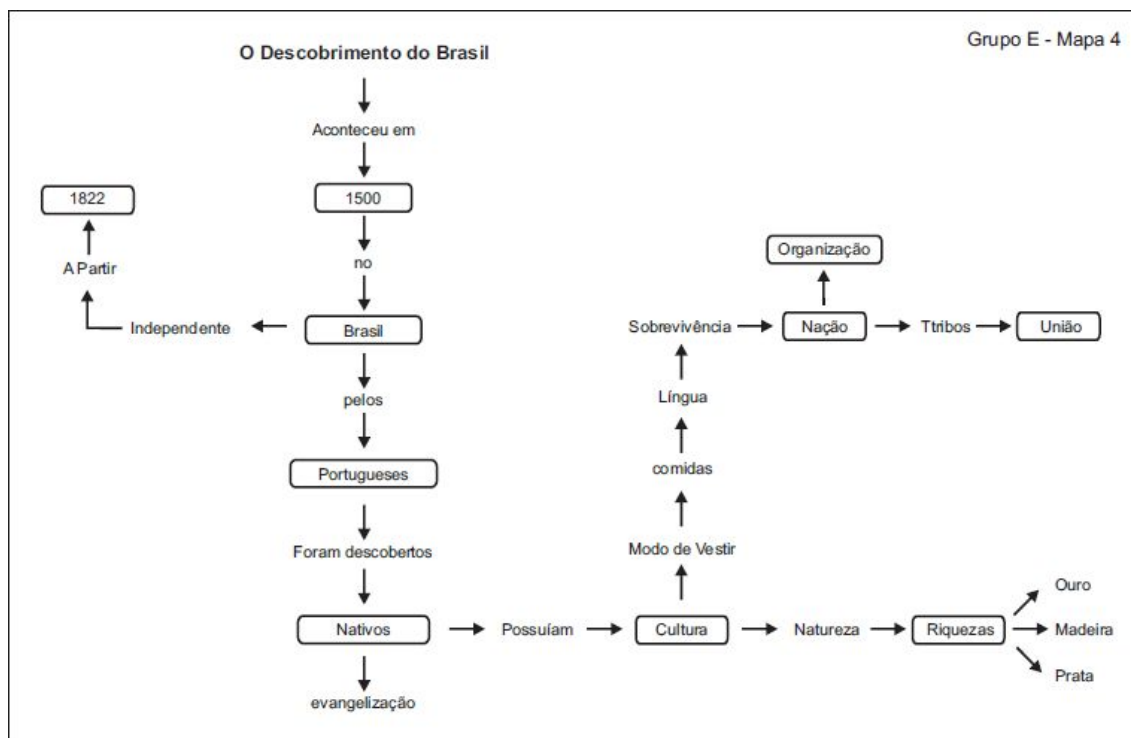 O Descobrimento do Brasil
Grupo E - Mapa 4
Aconteceu em
1822
1500
no
A Partir
Organização
Independente
Brasil
Sobrevivência
Nação
Ttribos
União
pelos
Língua
Portugueses
comidas
Foram descobertos
Modo de Vestir
Nativos
Possuíam
Cultura
Natureza
Riquezas
Ouro
Madeira
Prata
evangelização